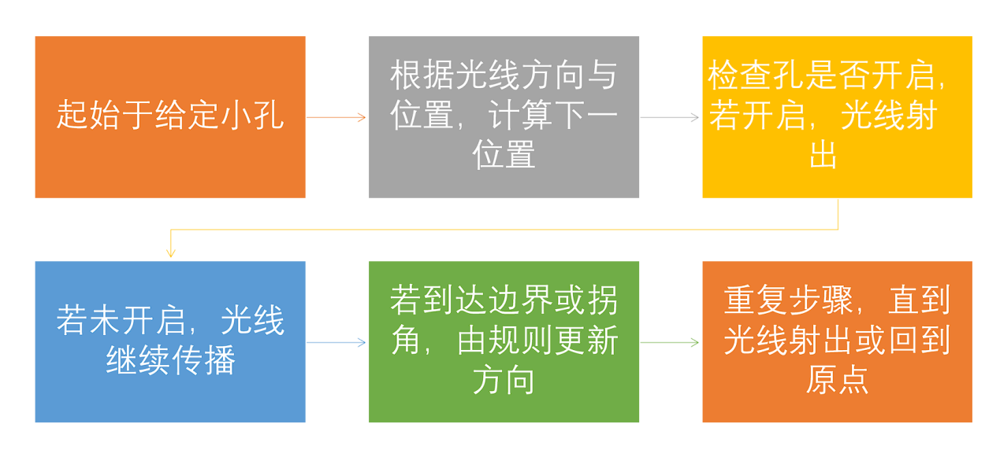 起始于给定小孔
根据光线方向与
位置，计算下一
位置
检查孔是否开启，
若开启，光线射
出
若未开启，光线
继续传播
若到达边界或拐
角，由规则更新
方向
重复步骤，直到
光线射出或回到
原点